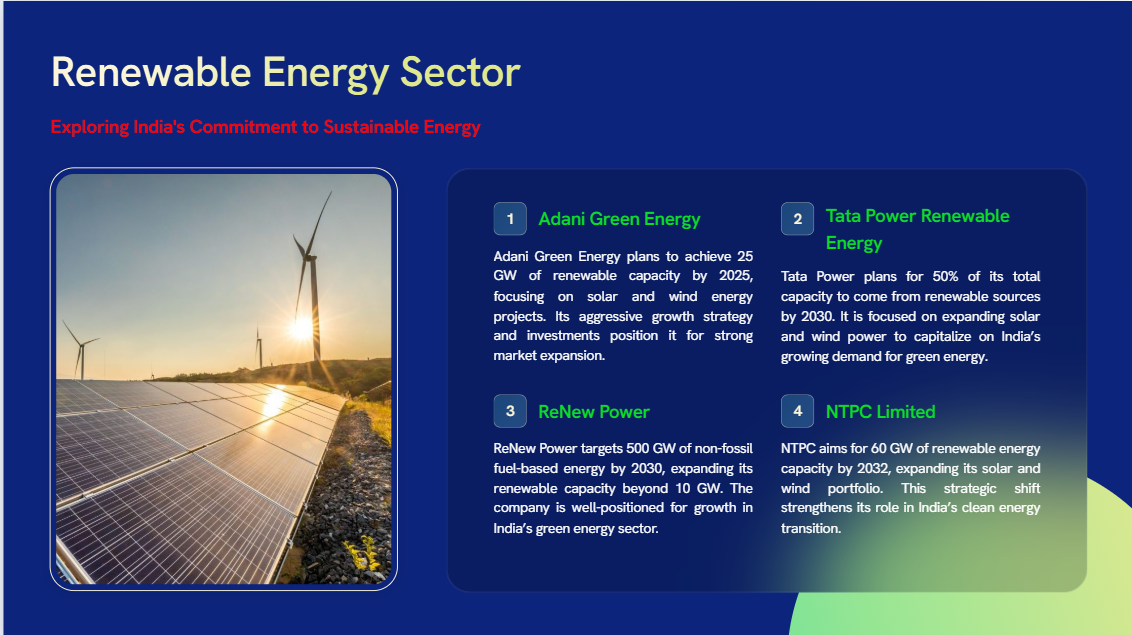 Renewable Energy Sector
Exploring India's Commitment to Sustainable Energy
1
Adani Green Energy
Adani Green Energy plans to achieve 25
GW of renewable capacity by 2025,
focusing on solar and wind energy
projects. Its aggressive growth strategy
and investments position it for strong
market expansion.
2
Tata Power Renewable
Energy
Tata Power plans for 50% of its total
capacity to come from renewable sources
by 2030. It is focused on expanding solar
and wind power to capitalize on India’s
growing demand for green energy.
3
ReNew Power
ReNew Power targets 500 GW of non-fossil
fuel-based energy by 2030, expanding its
renewable capacity beyond 10 GW. The
company is well-positioned for growth in
India’s green energy sector.
4
NTPC Limited
NTPC aims for 60 GW of renewable energy
capacity by 2032, expanding its solar and
wind portfolio. This strategic shift
strengthens its role in India’s clean energy
transition.